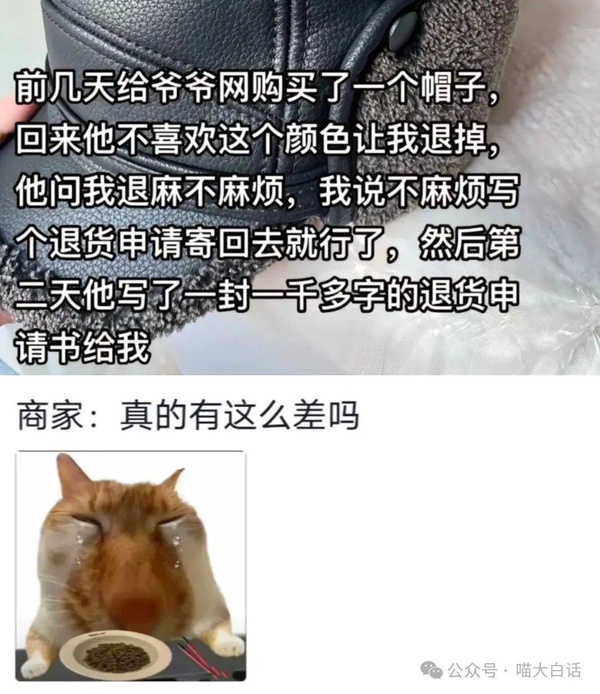 前几天给爷爷网购买了一个帽子，
回来他不喜欢这个颜色让我退掉，
他问我退麻不麻烦，我说不麻烦写
个退货申请寄回去就行了，然后第
二天他写了一封一千多字的退货申
请书给我
商家：真的有这么差吗
公众号·喵大白话